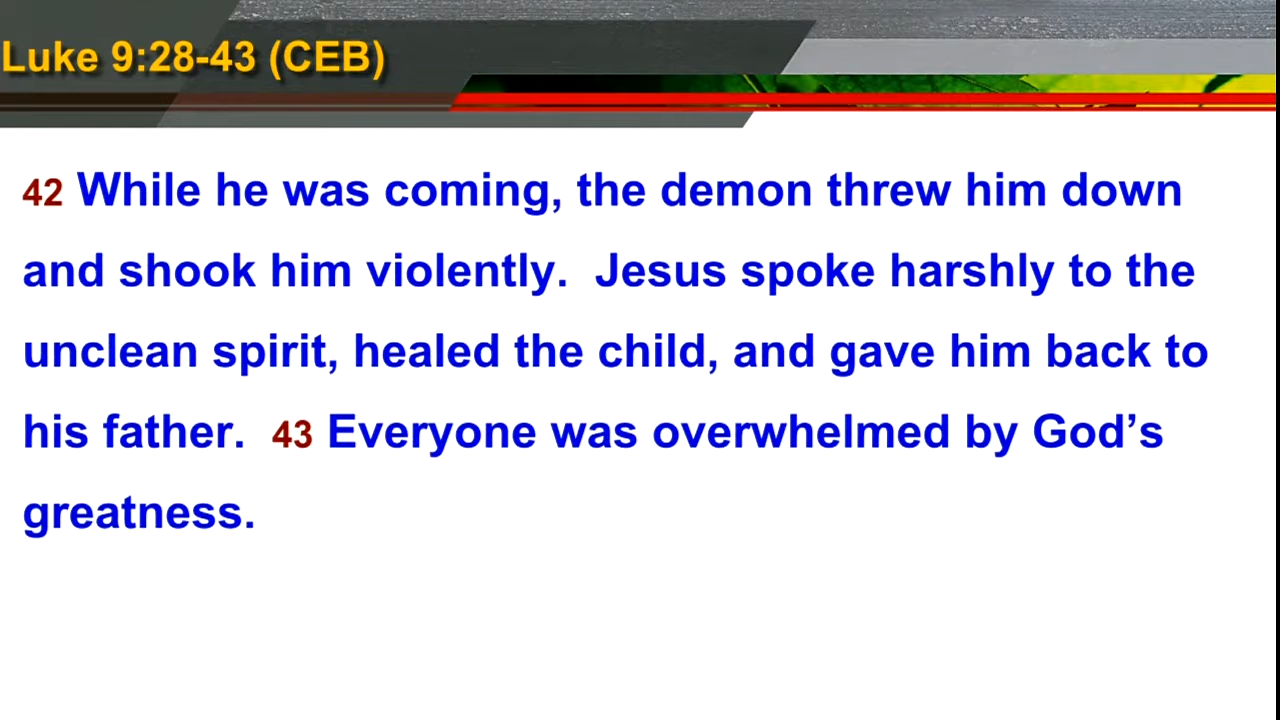 Luke 9:28-43 (CEB)
42 While he was coming, the demon threw him down
and shook him violently.  Jesus spoke harshly to the
unclean spirit, healed the child, and gave him back to
his father.  43 Everyone was overwhelmed by God’s
greatness.